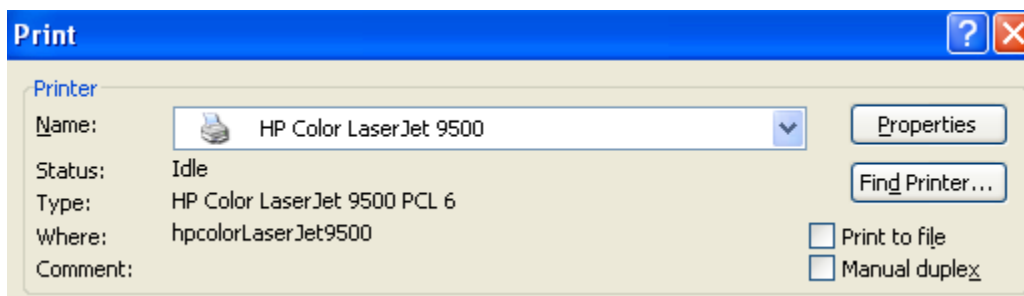 Print
Printer
Name: HP Color LaserJet 9500 Properties
Status: Idle
Find Printer...
Type: HP Color LaserJet 9500 PCL 6
Where: hpcolorLaserJet9500 Print to file
Comment: Manual duplex